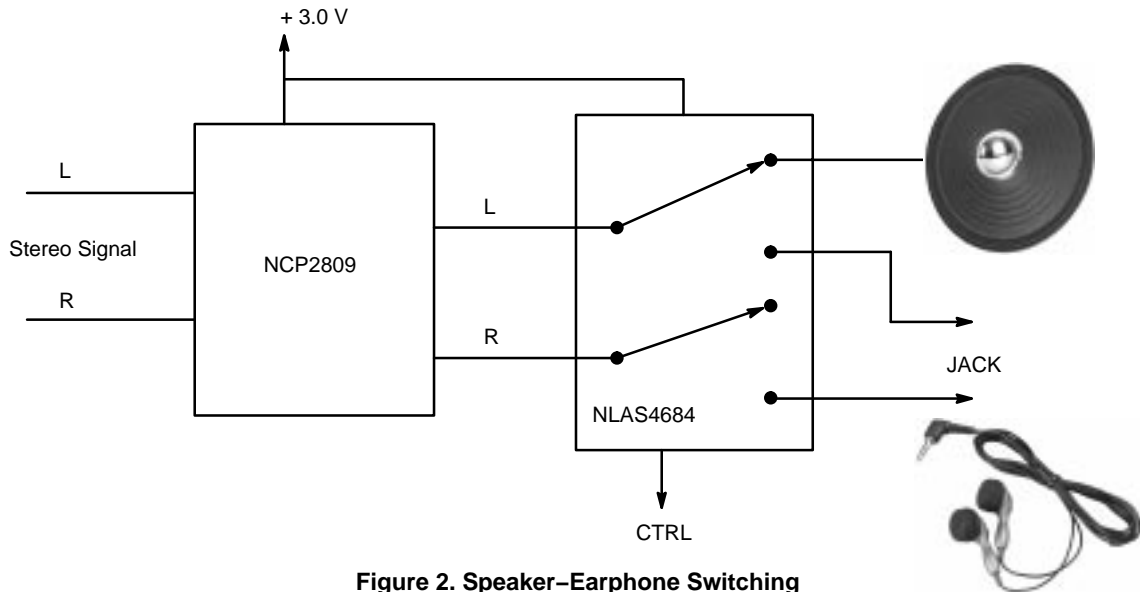 + 3.0 V
L
Stereo Signal
R
NCP2809
L
R
NLAS4684
JACK
CTRL
Figure 2. Speaker−Earphone Switching